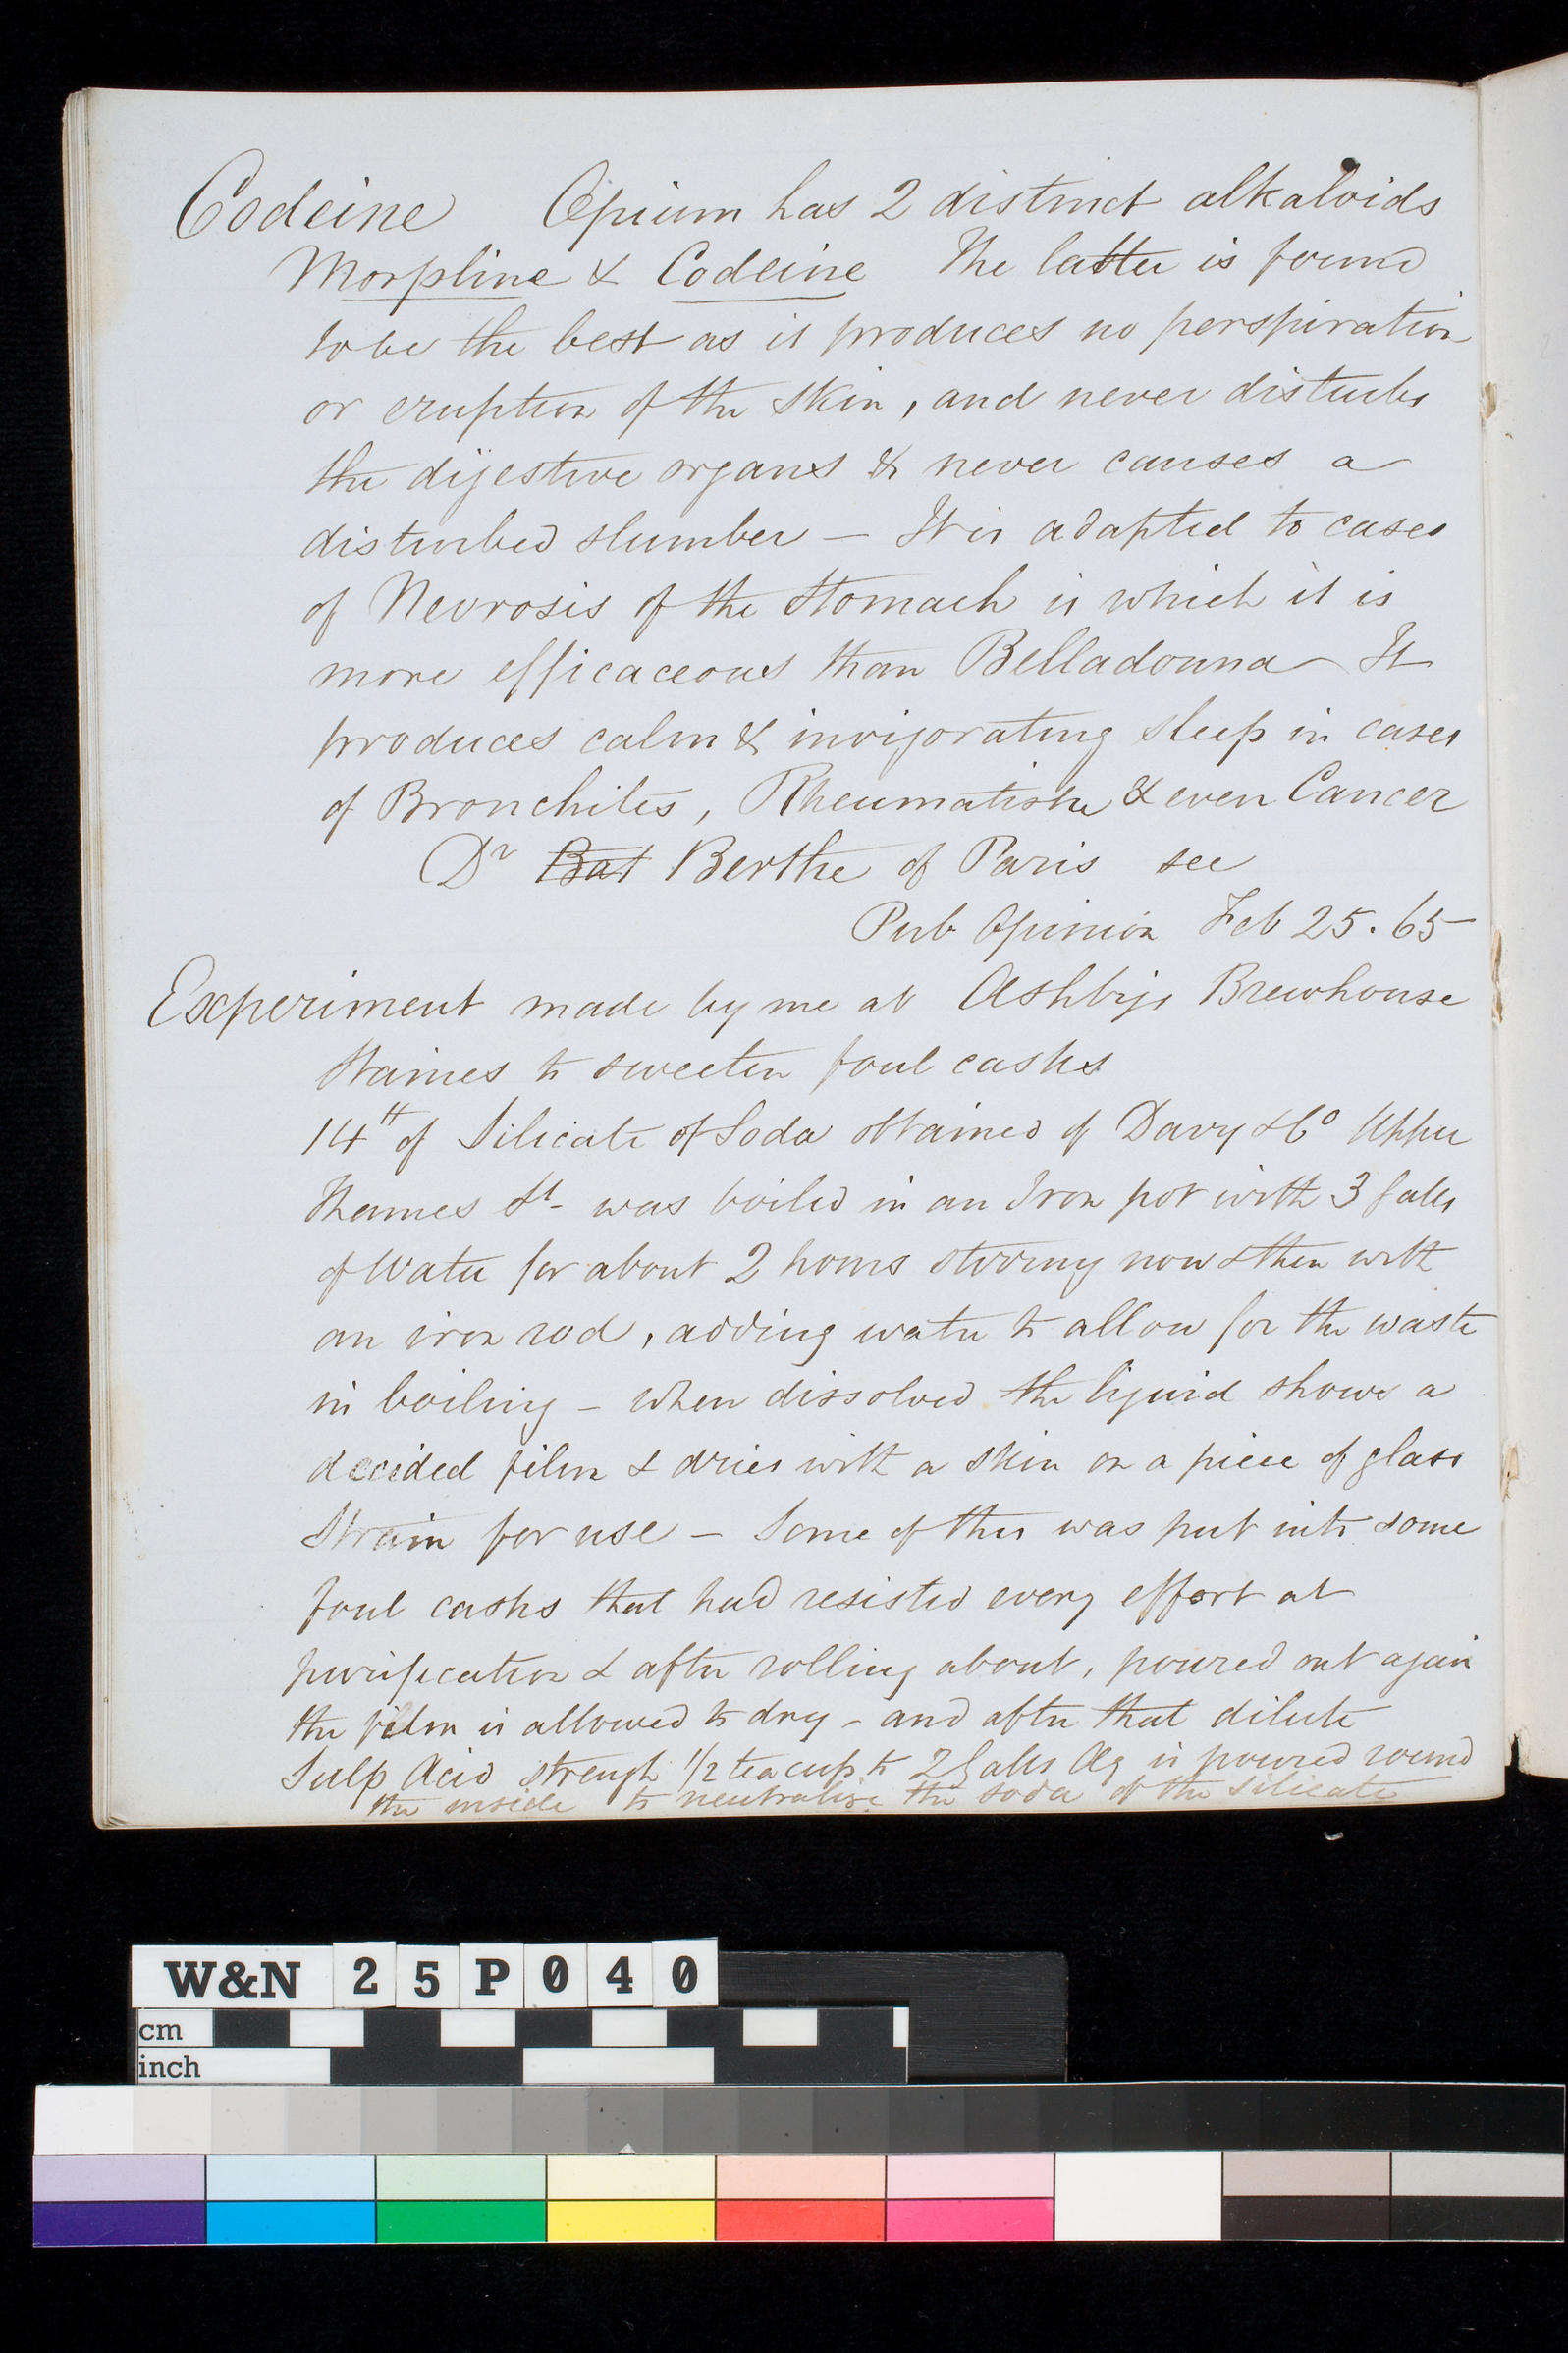 Codeine Opium has 2 distinct alkaloids
Morphine & Codeine The latter is found
to be the best as it produces no perspiration
or eruption of the skin, and never disturbs
the digestive organs & never causes a
disturbed slumber — It is adapted to cases
of Nevrosis of the stomach in which it is
more efficaceous than Belladonna It
produces calm & invigorating sleep in cases
of Bronchites, Rheumatism & even Cancer
Dr Bat Berthe of Paris see
Pub Opinion Feb 25. 65
Experiment made by me at Ashbys Brewhouse
Staines to sweeten foul casks
14 lb of Silicate of Soda obtained of Davy & Co Upper
Thames St - was boiled in an Iron pot with 3 galls
of Water for about 2 hours stirring now & then with
an iron rod, adding water to allow for the waste
in boiling - when dissolved the liquid shows a
decided film & dries with a skin on a piece of glass
Strain for use - Some of this was put into some
foul casks that had resisted every effort at
purification & after rolling about, poured out again
the film is allowed to dry - and after that dilute
Sulp Acid strength 1/2 tea cup to 2 Galls Aq is poured round
the inside to neutralise the soda of the silicate
W&N 25P040
cm
inch